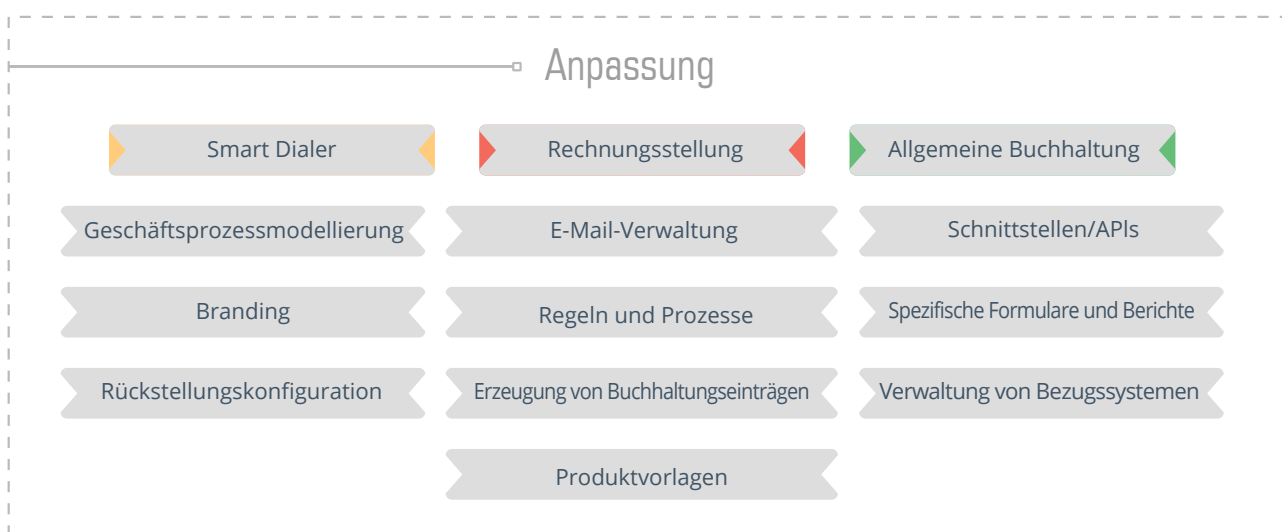 Anpassung
Smart Dialer
Rechnungsstellung
Allgemeine Buchhaltung
Geschäftsprozessmodellierung
E-Mail-Verwaltung
Schnittstellen/APIs
Branding
Regeln und Prozesse
Spezifische Formulare und Berichte
Rückstellungskonfiguration
Erzeugung von Buchhaltungseinträgen
Verwaltung von Bezugssystemen
Produktvorlagen